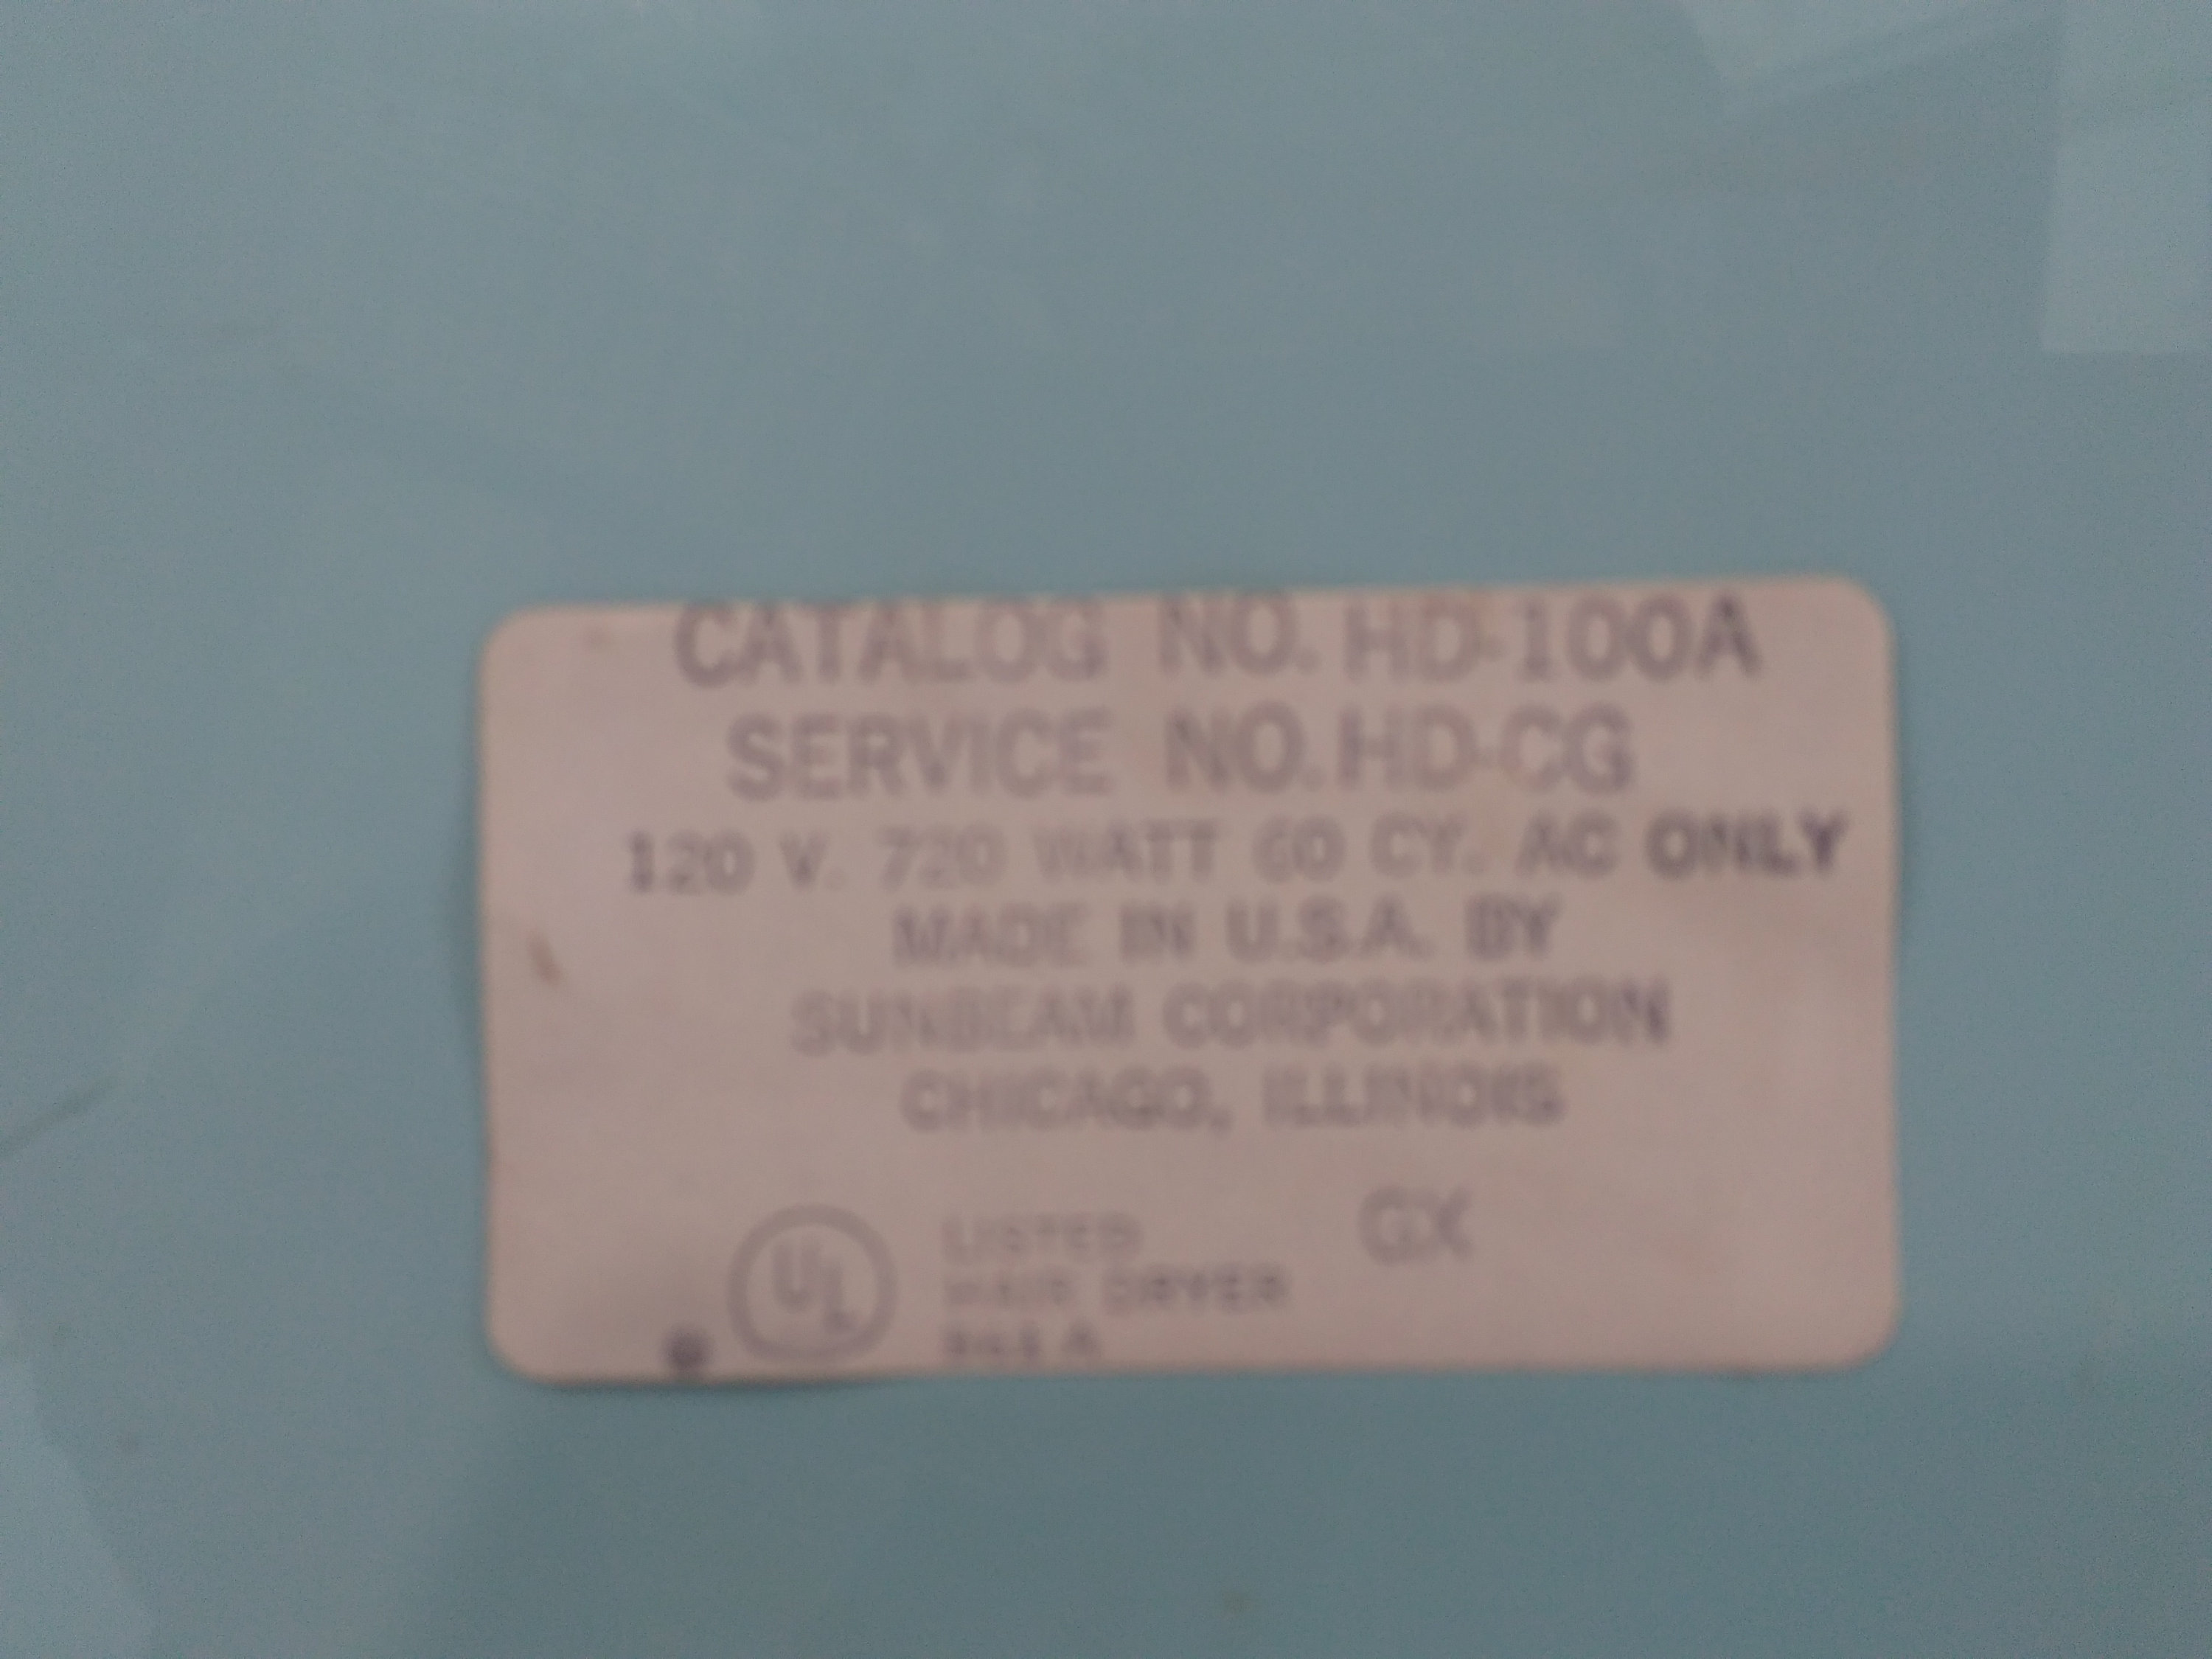 CATALOG NO. HD-100A
SERVICE NO. HD-CG
120 V. 720 WATT 60 CY. AC ONLY
MADE IN U.S.A. BY
SUNBEAM CORPORATION
CHICAGO, ILLINOIS
GX
UL LISTED
HAIR DRYER